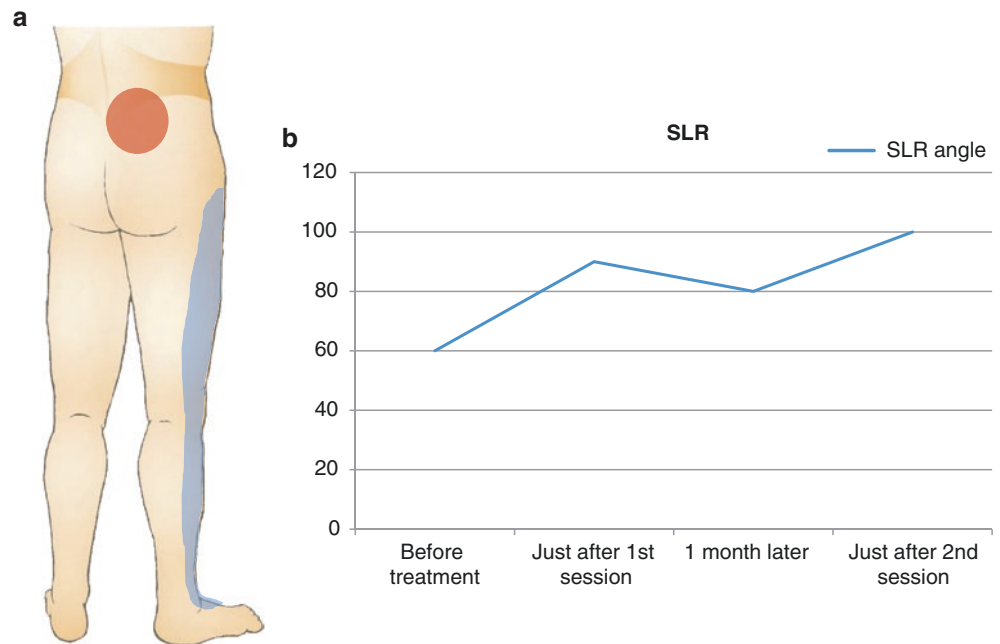 a
b
SLR
SLR angle
120
100
80
60
40
20
0
Before
treatment
Just after 1st
session
1 month later
Just after 2nd
session